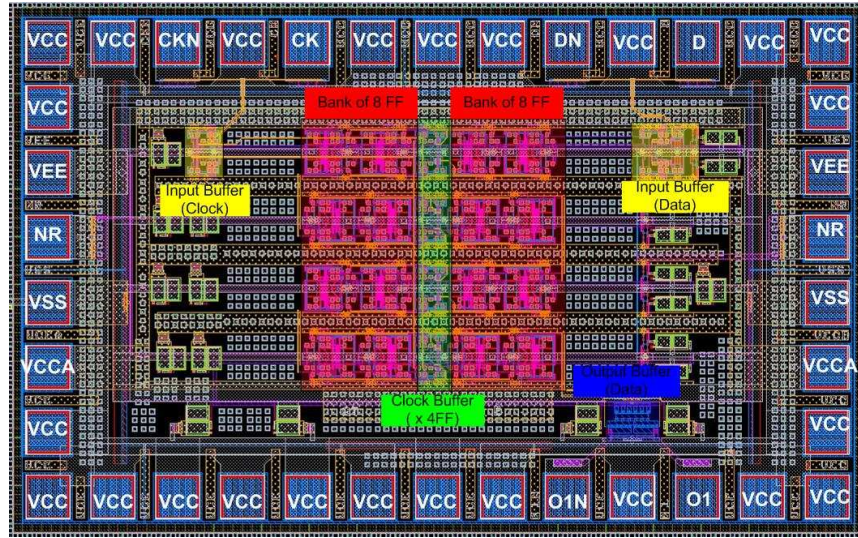 VCC VCC CKN VCC CK VCC VCC VCC DN VCC D VCC VCC
Bank of 8 FF Bank of 8 FF
VCC VCC
VEE VEE
Input Buffer
(Clock)
Input Buffer
(Data)
NR NR
VSS VSS
VCCA VCCA
Output Buffer
(Data)
Clock Buffer
( x 4FF)
VCC VCC
VCC VCC VCC VCC VCC VCC VCC VCC O1N VCC O1 VCC VCC